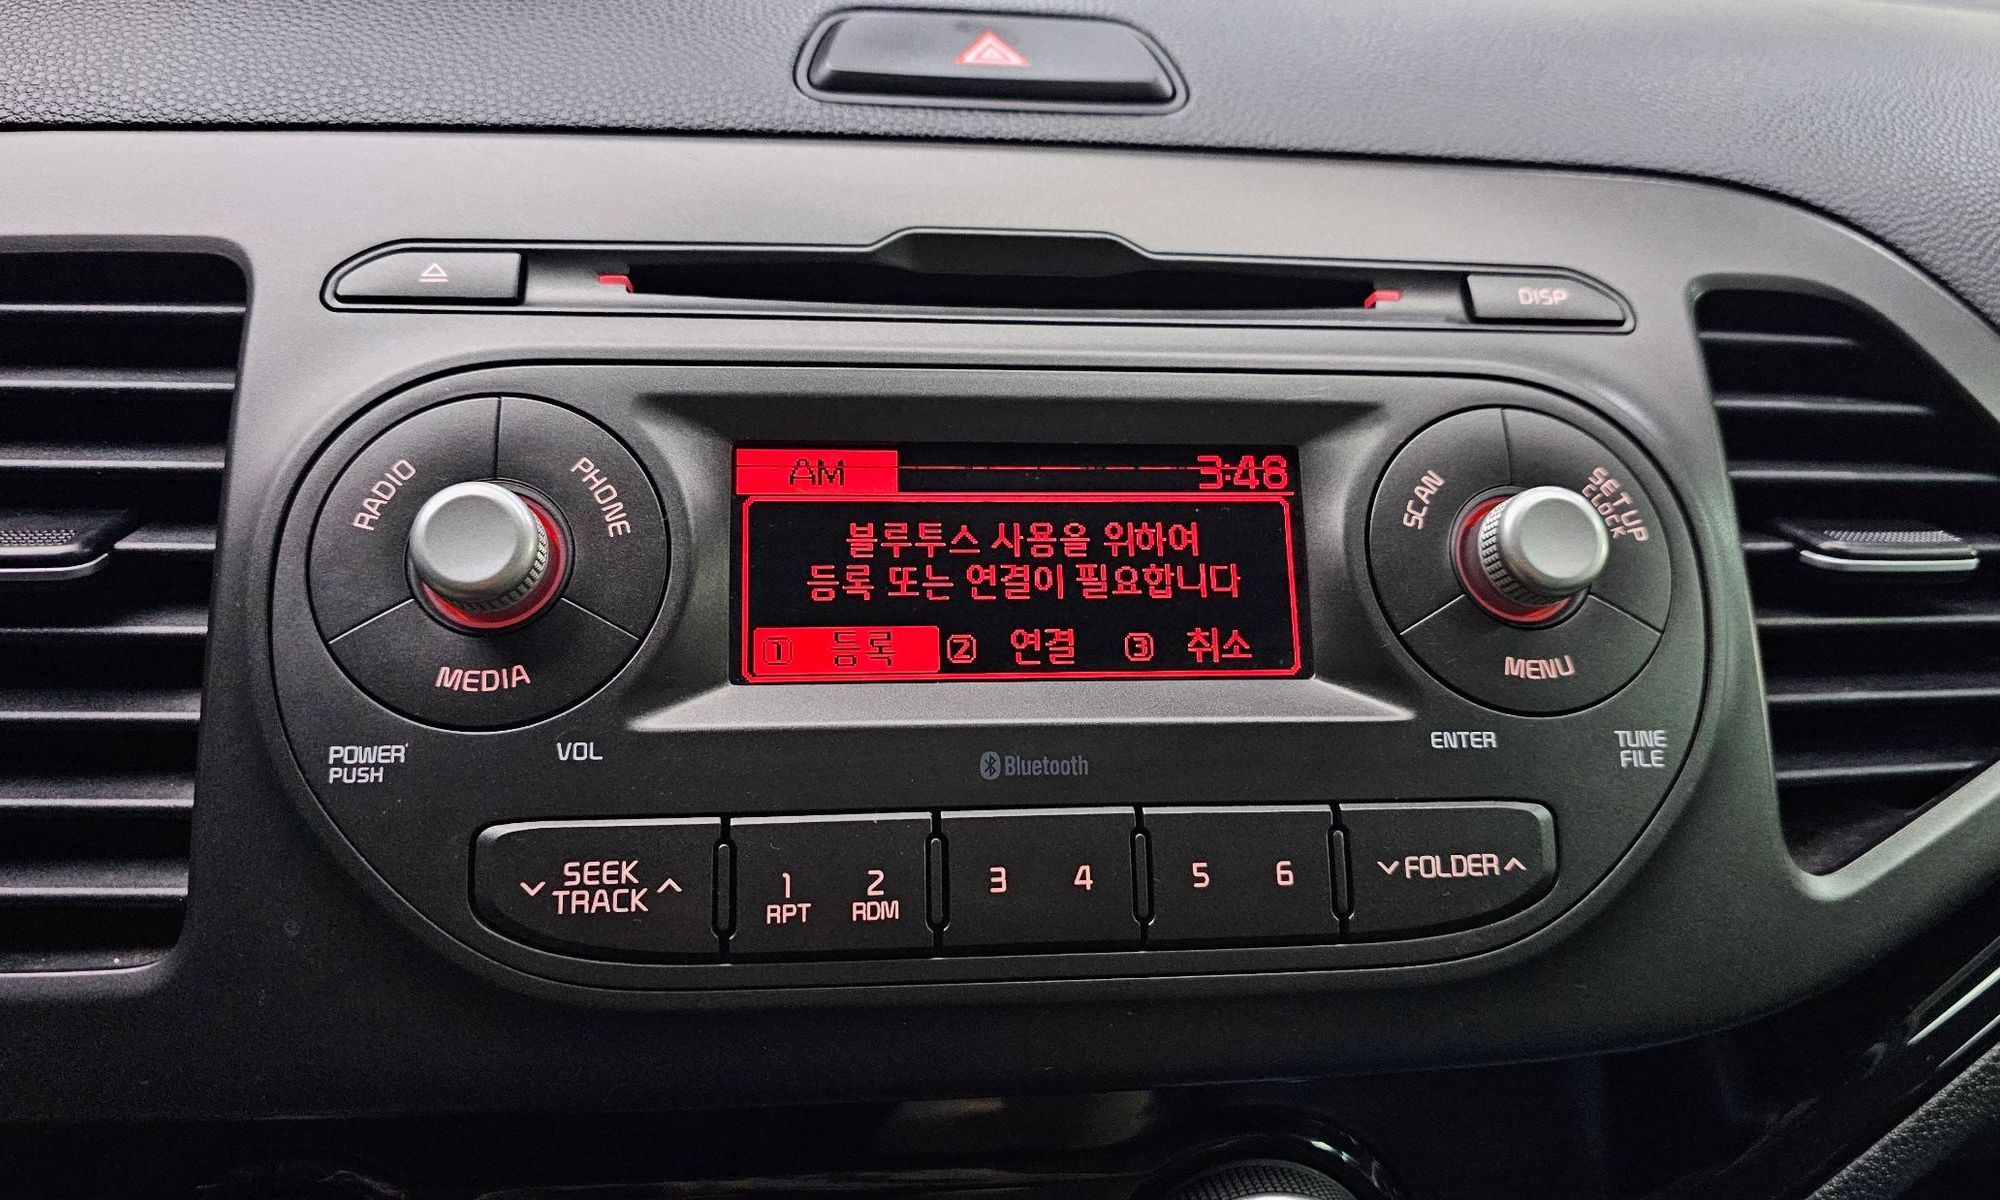 DISP
RADIO
PHONE
MEDIA
POWER
PUSH
VOL
AM 3:48
블루투스 사용을 위하여
등록 또는 연결이 필요합니다
1 등록 2 연결 3 취소
Bluetooth
SCAN
SETUP
CLOCK
MENU
ENTER
TUNE
FILE
SEEK
TRACK
1
RPT
2
RDM
3 4
5 6
FOLDER